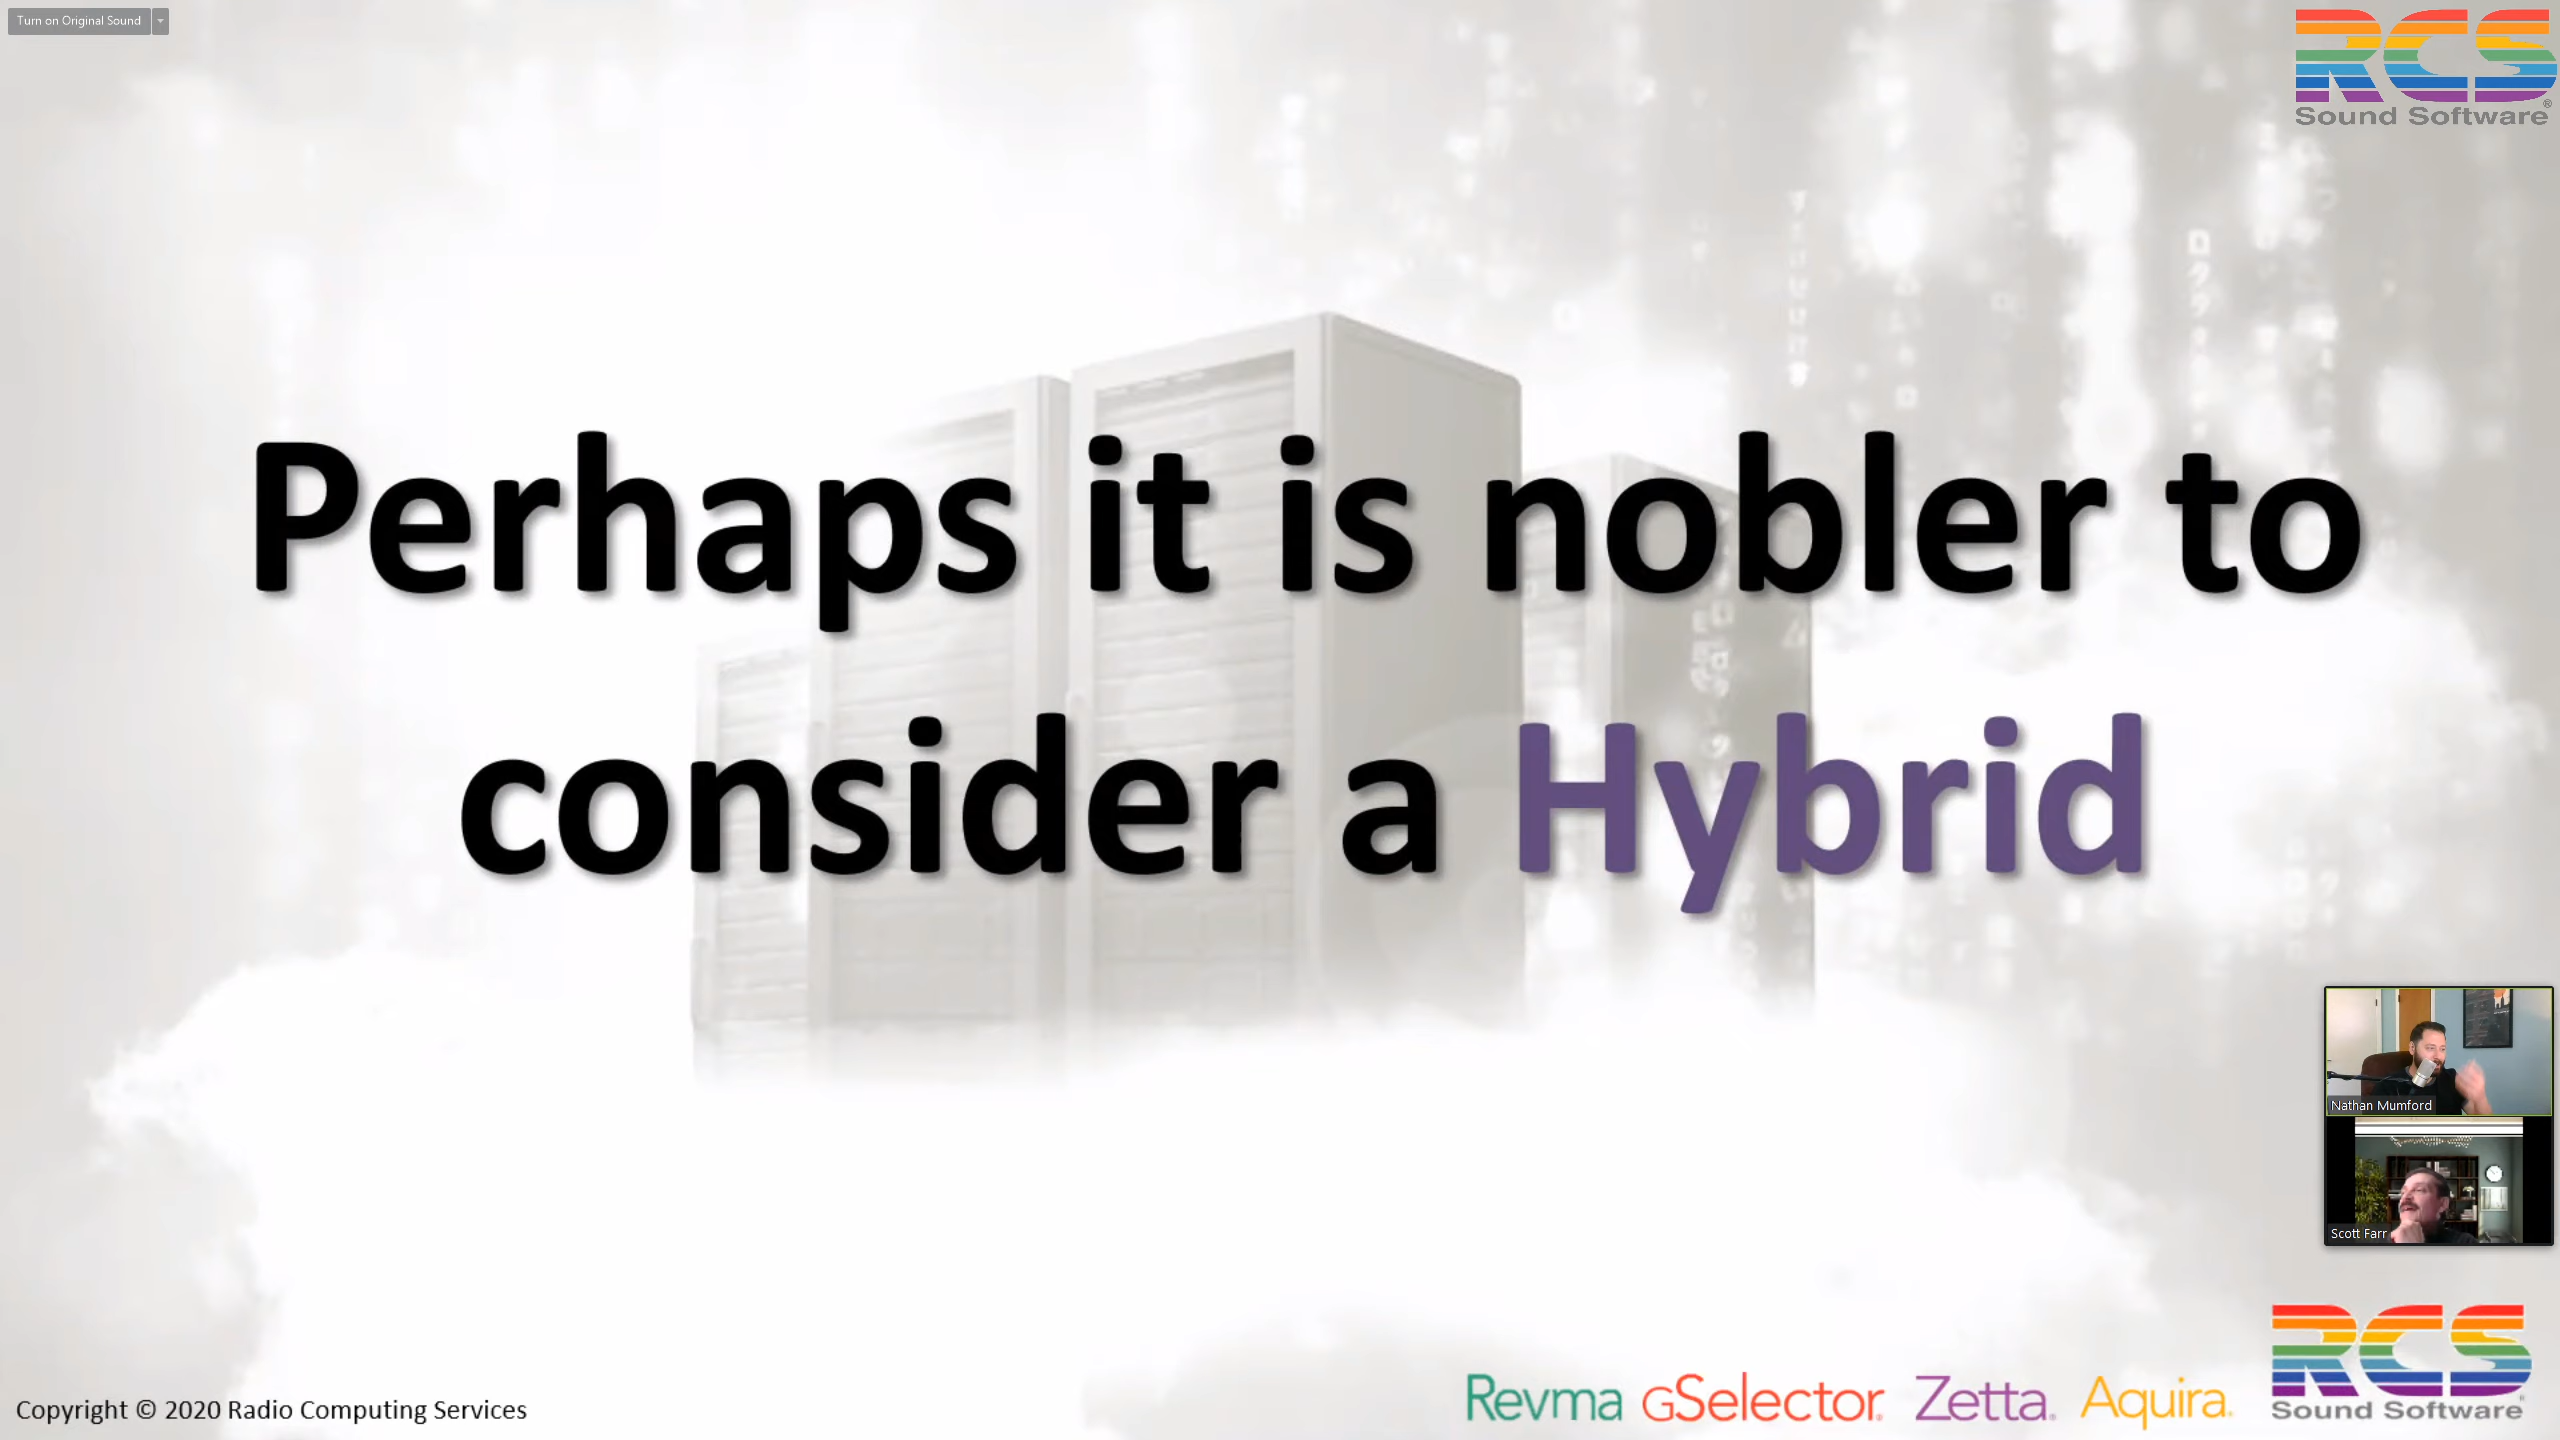 Turn on Original Sound
RCS
Sound Software®
Perhaps it is nobler to
consider a Hybrid
Nathan Mumford
Scott Farr
Copyright © 2020 Radio Computing Services
Revma GSelector® Zetta® Aquira®
RCS
Sound Software®